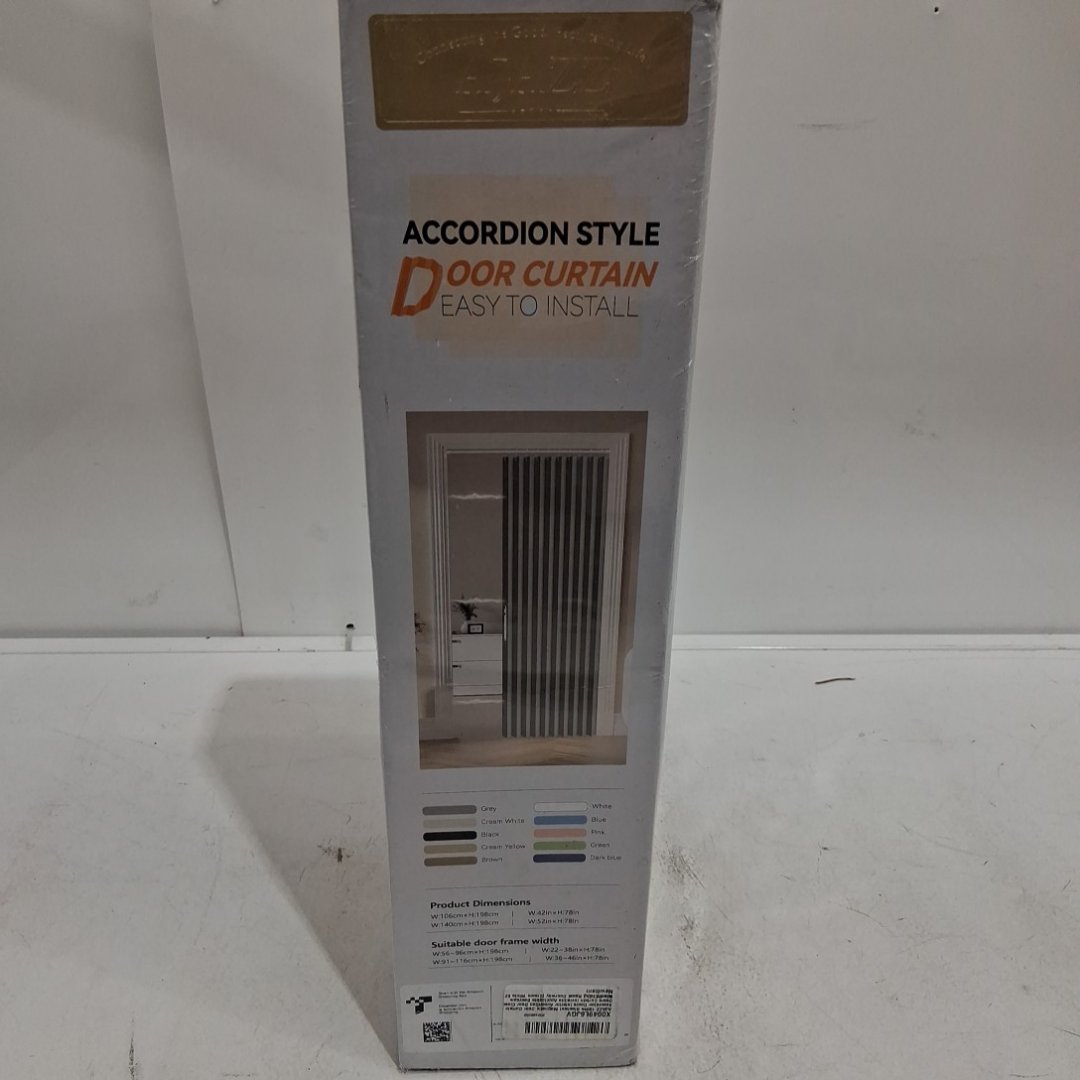 ACCORDION STYLE
DOOR CURTAIN
EASY TO INSTALL
Grey
White
Cream White
Blue
Black
Pink
Cream Yellow
Green
Brown
Dark blue
Product Dimensions
W:106cm×H:198cm | W:42in×H:78in
W:140cm×H:198cm | W:52in×H:78in
Suitable door frame width
W:56-96cm×H:198cm | W:22-38in×H:78in
W:91-116cm×H:198cm | W:36-46in×H:78in